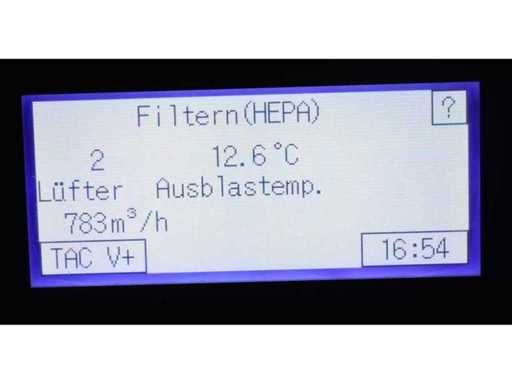 Filtern(HEPA) ?
2 12.6°C
Lüfter Ausblastemp.
783m³/h
TAC V+ 16:54